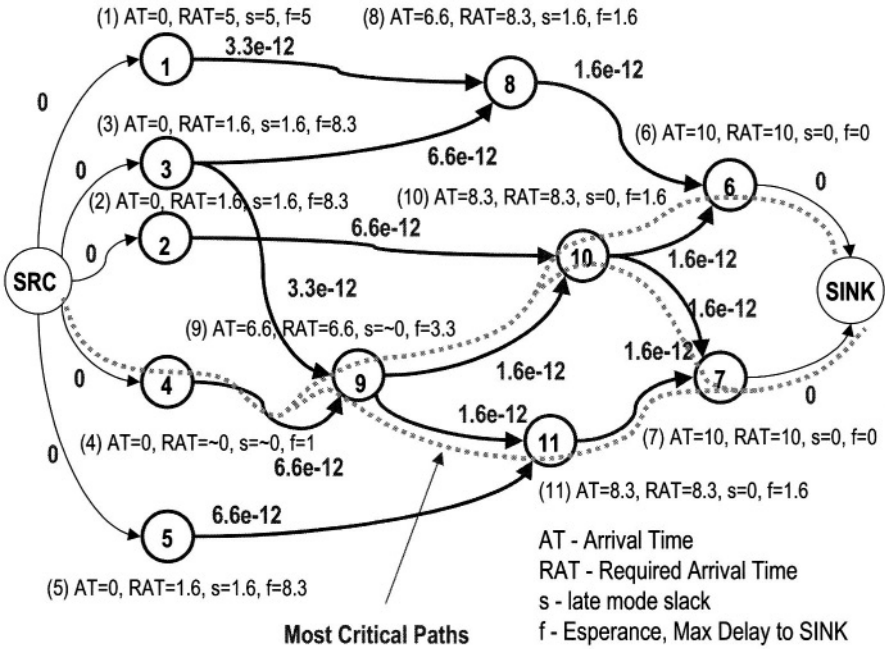 (1) AT=0, RAT=5, s=5, f=5
(8) AT=6.6, RAT=8.3, s=1.6, f=1.6
3.3e-12
1
8
1.6e-12
0
(3) AT=0, RAT=1.6, s=1.6, f=8.3
(6) AT=10, RAT=10, s=0, f=0
3
6.6e-12
0
6
0
(2) AT=0, RAT=1.6, s=1.6, f=8.3
(10) AT=8.3, RAT=8.3, s=0, f=1.6
2
6.6e-12
0
10
1.6e-12
SRC
SINK
3.3e-12
1.6e-12
(9) AT=6.6, RAT=6.6, s=~0, f=3.3
1.6e-12
0
4
9
1.6e-12
7
0
1.6e-12
11
(4) AT=0, RAT=~0, s=~0, f=1
(7) AT=10, RAT=10, s=0, f=0
0
6.6e-12
(11) AT=8.3, RAT=8.3, s=0, f=1.6
6.6e-12
5
(5) AT=0, RAT=1.6, s=1.6, f=8.3
AT - Arrival Time
RAT - Required Arrival Time
s - late mode slack
f - Esperance, Max Delay to SINK
Most Critical Paths